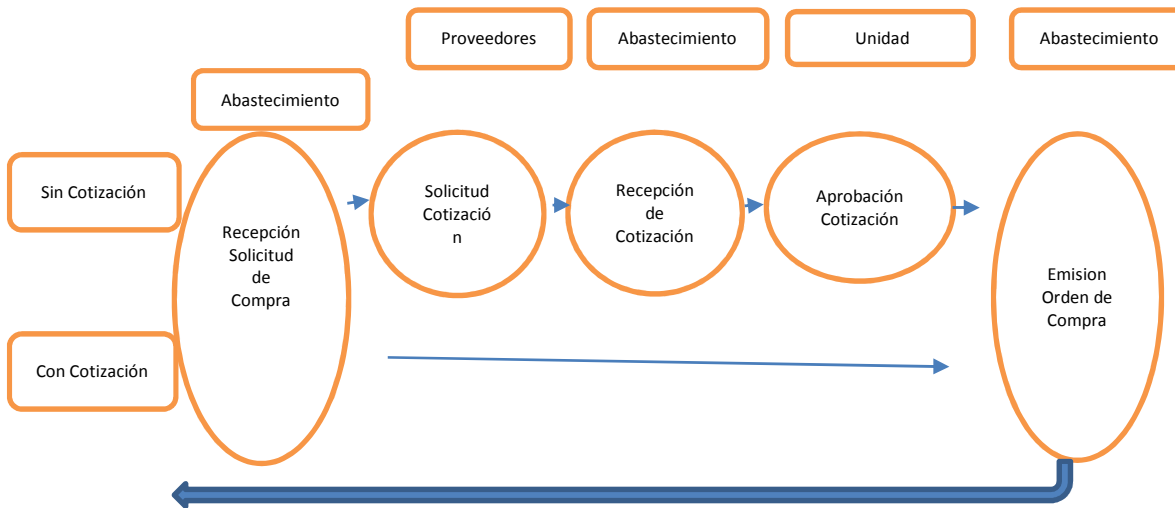 Proveedores
Abastecimiento
Unidad
Abastecimiento
Abastecimiento
Sin Cotización
Recepción
Solicitud
de
Compra
Solicitud
Cotizació
n
Recepción
de
Cotización
Aprobación
Cotización
Emision
Orden de
Compra
Con Cotización